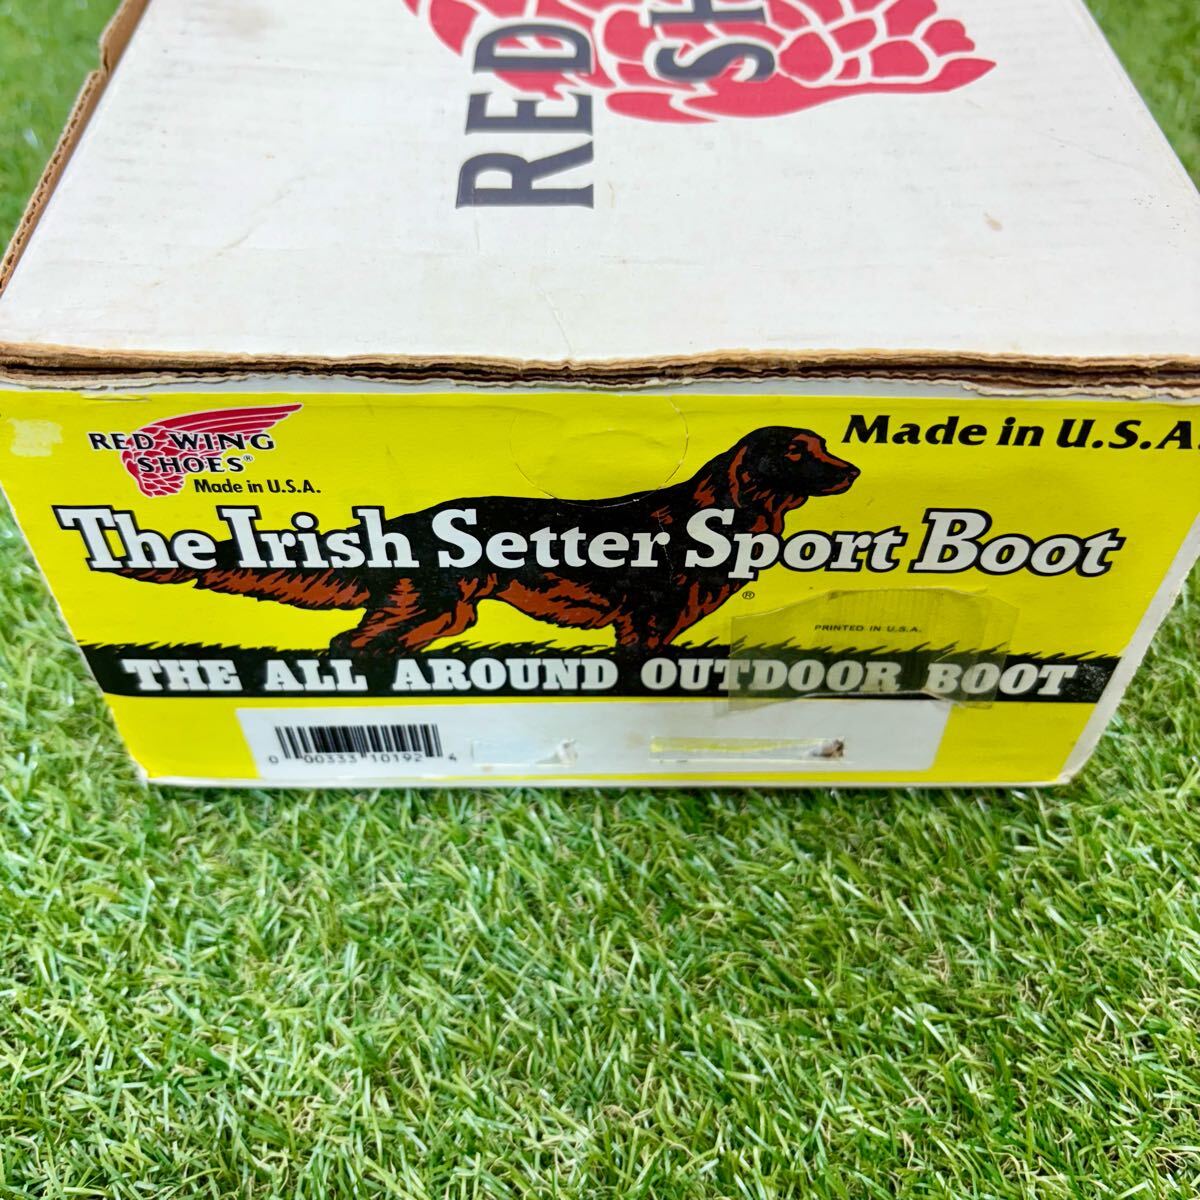 RED
SH
RED WING
SHOES®
Made in U.S.A.
Made in U.S.A.
The Irish Setter Sport Boot
®
PRINTED IN U.S.A.
THE ALL AROUND OUTDOOR BOOT
0 00333 10192 4